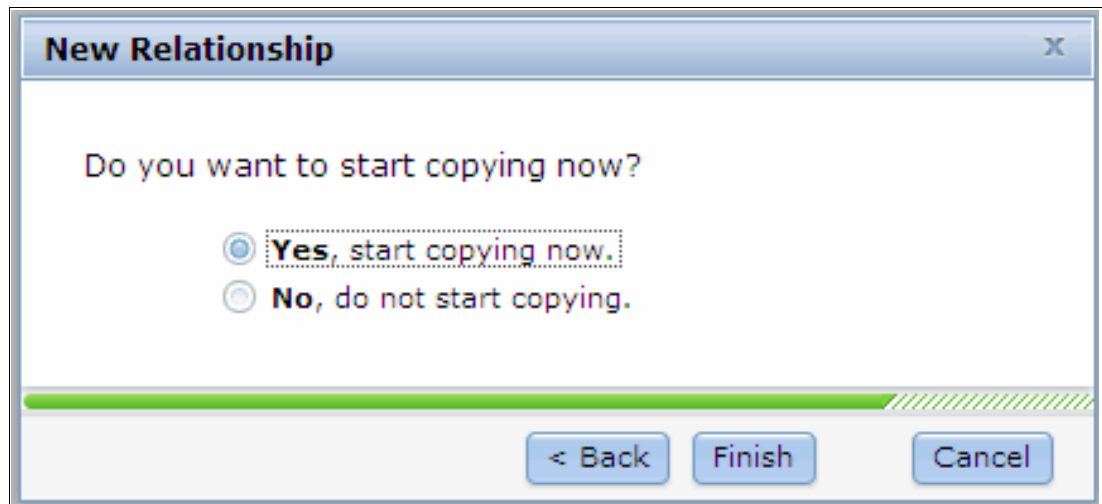 New Relationship x
Do you want to start copying now?
Yes, start copying now.
No, do not start copying.
< Back Finish Cancel